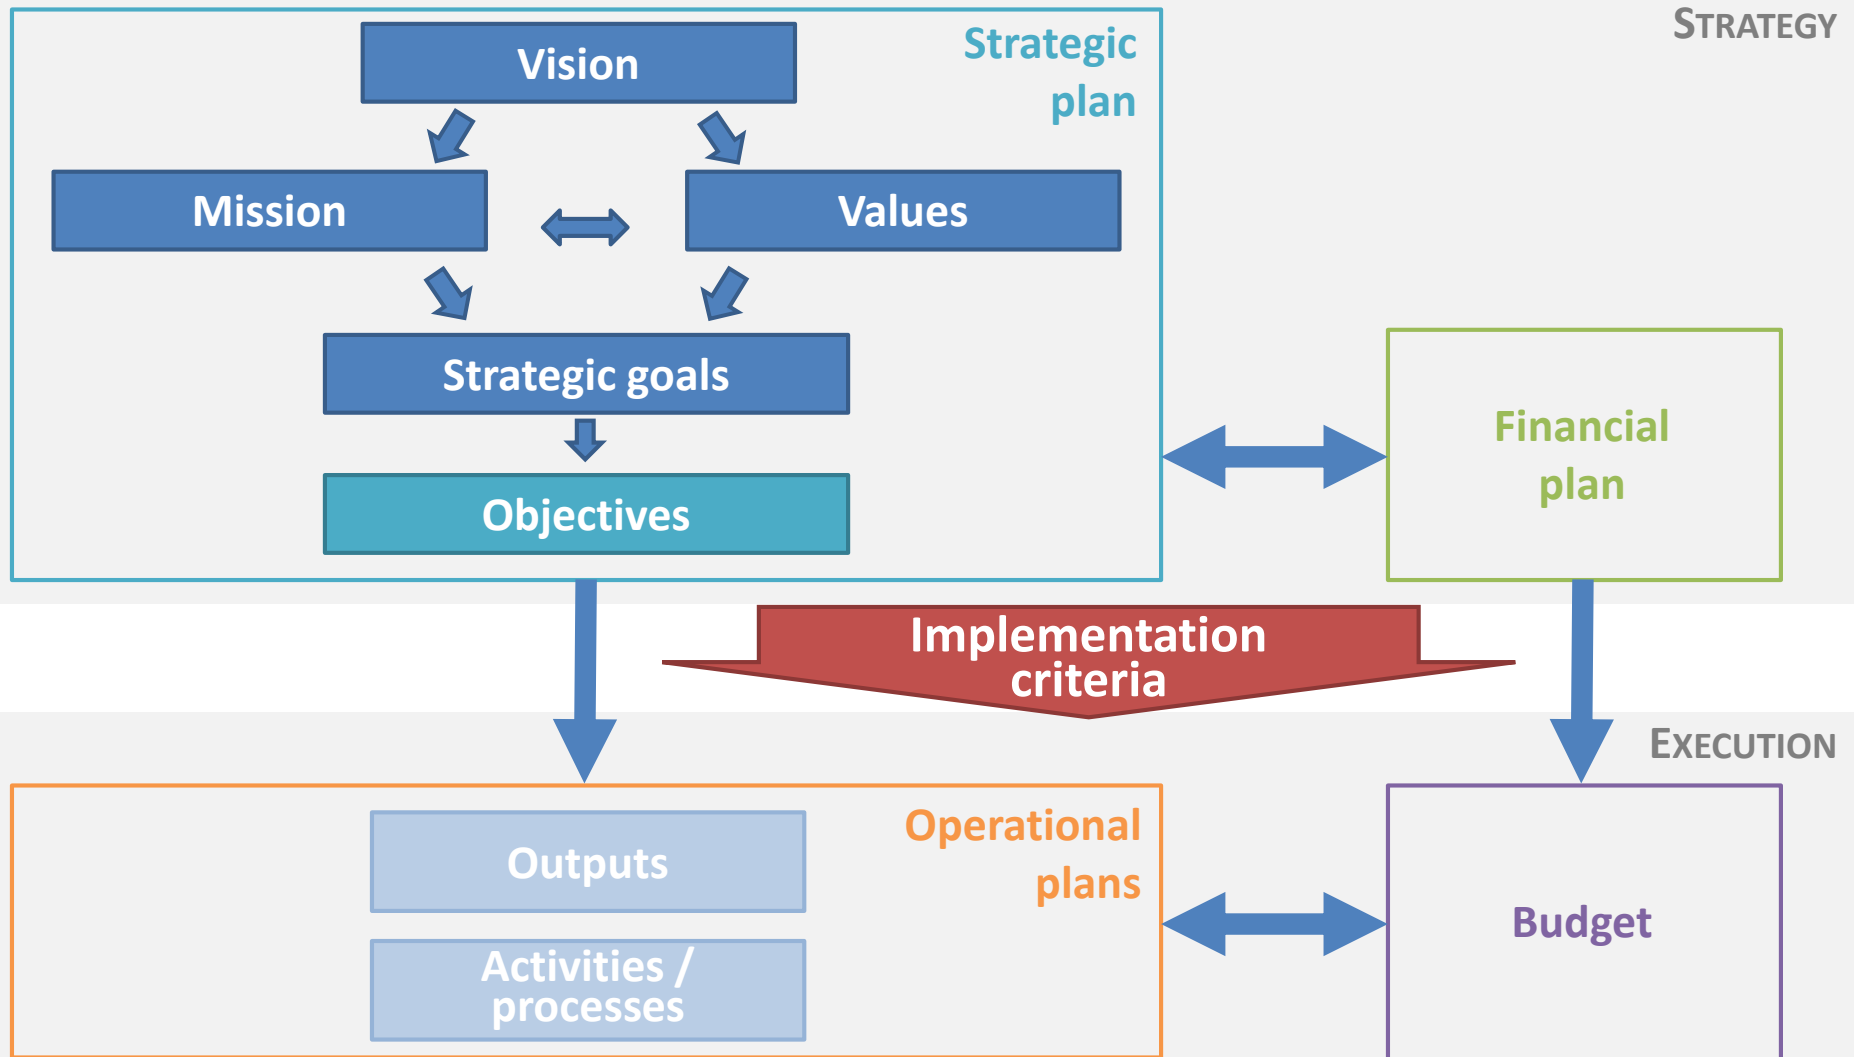 STRATEGY
Strategic
plan
Vision
Mission
Values
Strategic goals
Objectives
Financial
plan
Implementation
criteria
EXECUTION
Operational
plans
Outputs
Activities /
processes
Budget